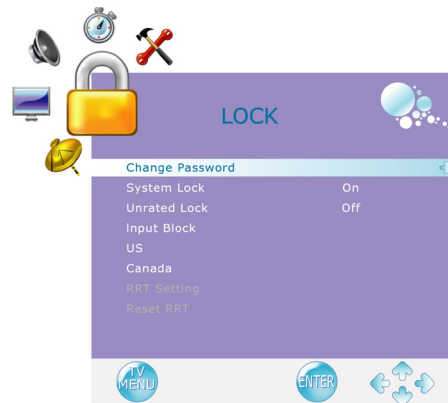 LOCK
Change Password
System Lock On
Unrated Lock Off
Input Block
US
Canada
RRT Setting
Reset RRT
TV
MENU
ENTER